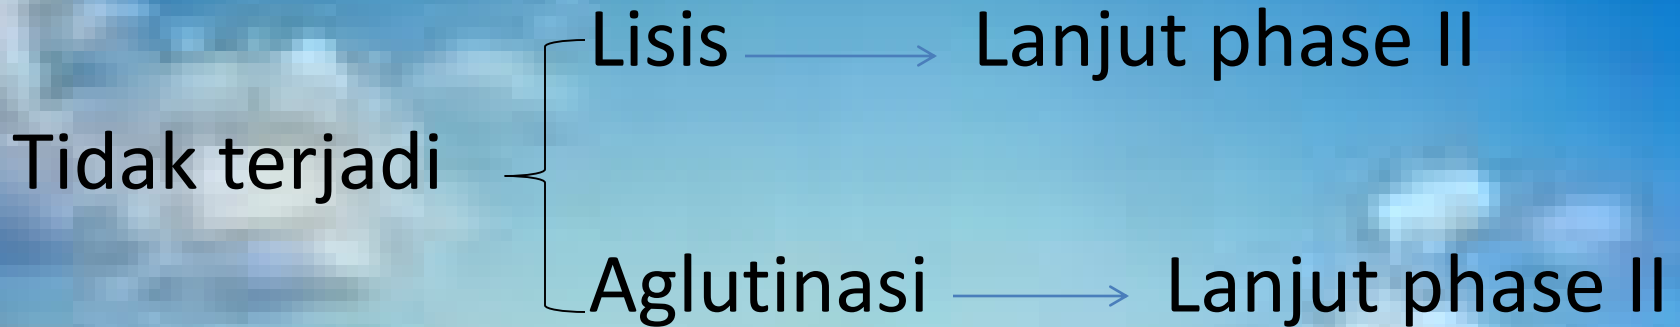 Lisis Lanjut phase II
Tidak terjadi
Aglutinasi Lanjut phase II